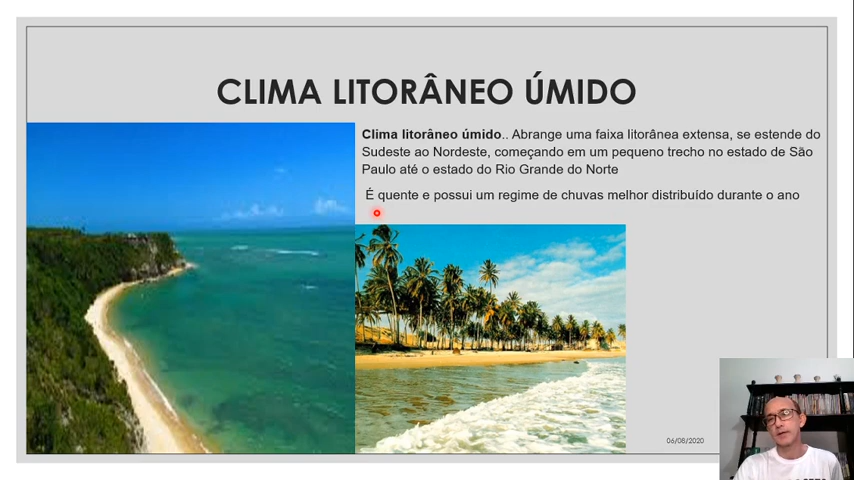 CLIMA LITORÂNEO ÚMIDO
Clima litorâneo úmido.. Abrange uma faixa litorânea extensa, se estende do
Sudeste ao Nordeste, começando em um pequeno trecho no estado de São
Paulo até o estado do Rio Grande do Norte
É quente e possui um regime de chuvas melhor distribuído durante o ano
06/08/2020